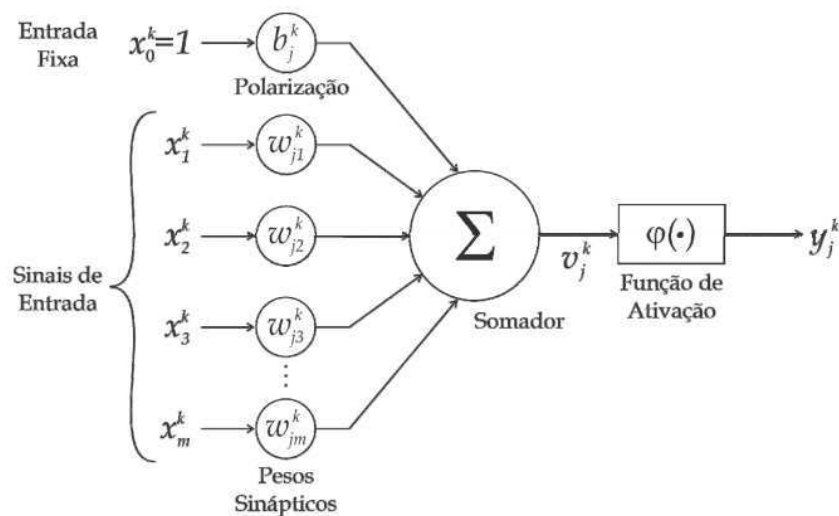 Entrada
Fixa
x₀ᵏ=1
bⱼᵏ
Polarização
x₁ᵏ
wⱼ₁ᵏ
x₂ᵏ
wⱼ₂ᵏ
Sinais de
Entrada
x₃ᵏ
wⱼ₃ᵏ
xₘᵏ
wⱼₘᵏ
Pesos
Sinápticos
Σ
Somador
vⱼᵏ
φ(·)
Função de
Ativação
yⱼᵏ